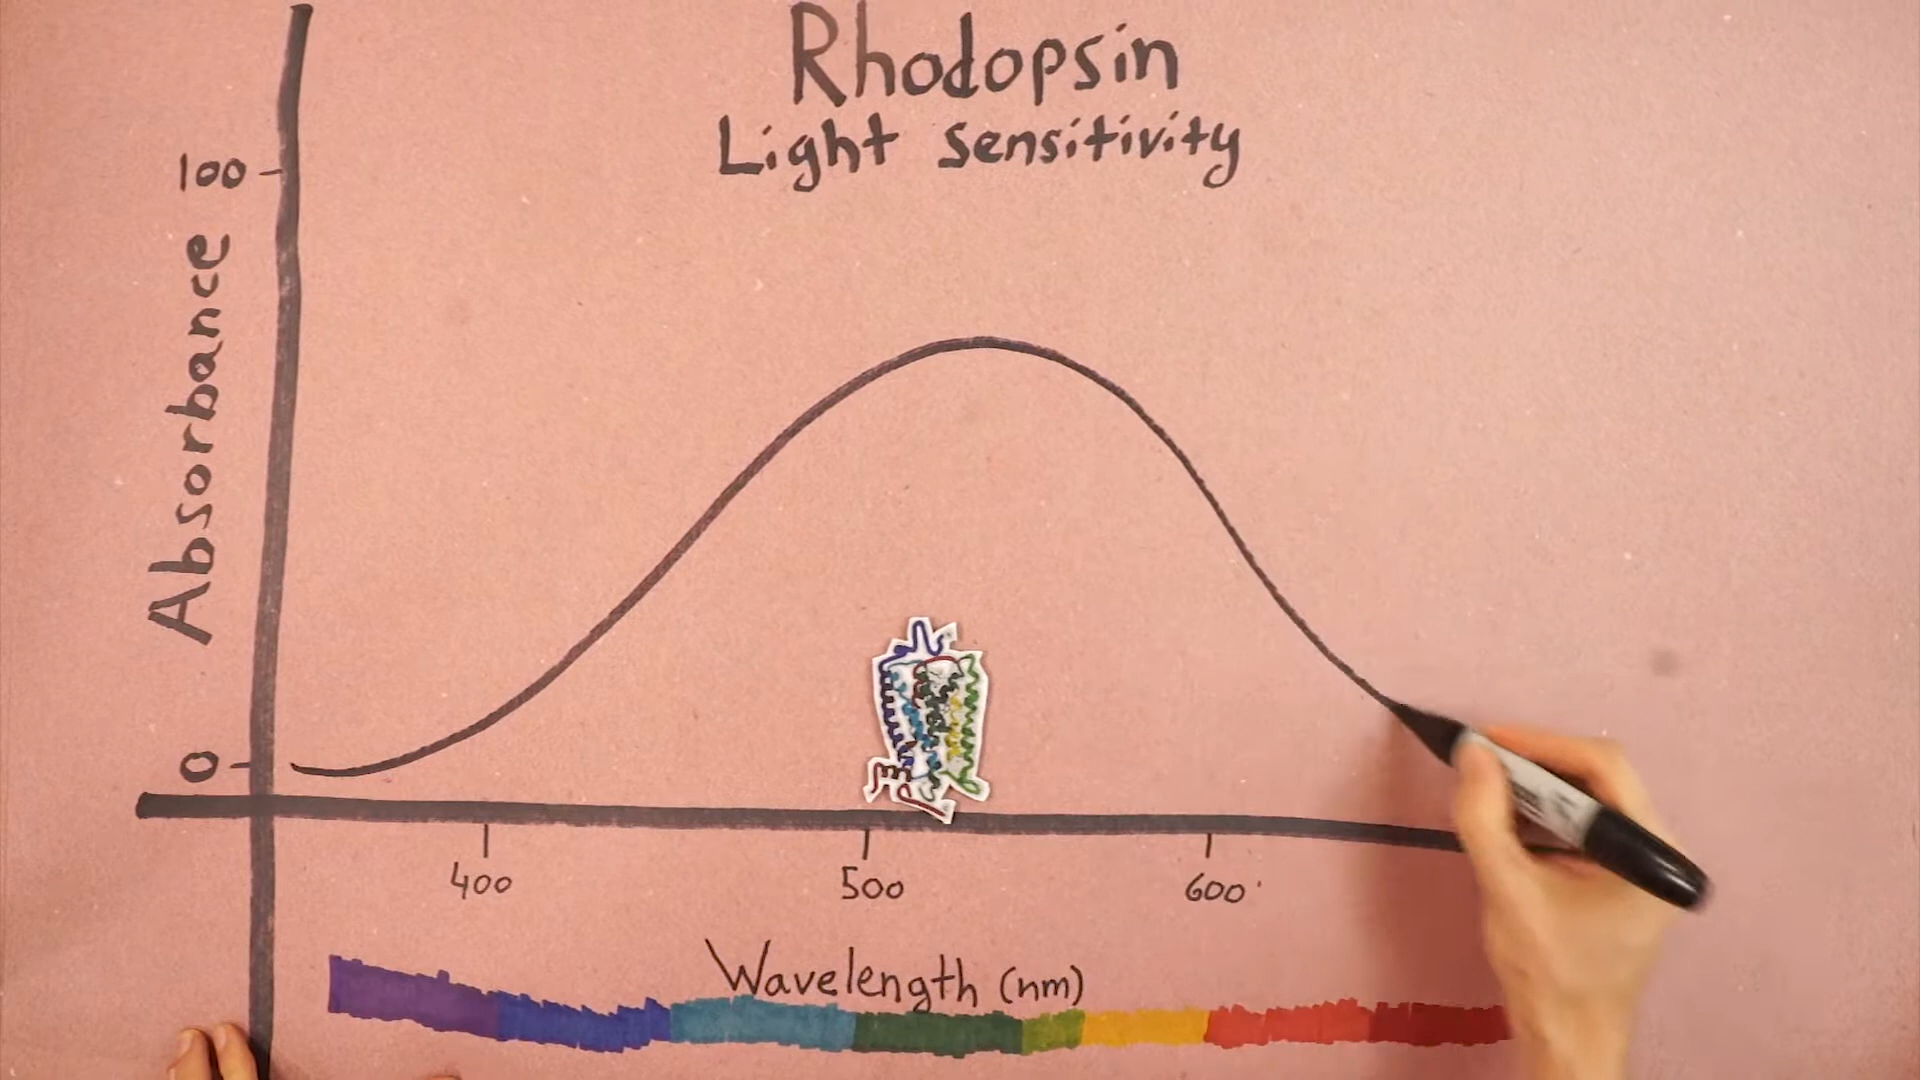 Rhodopsin
Light sensitivity
100
Absorbance
0
400
500
600
Wavelength (nm)